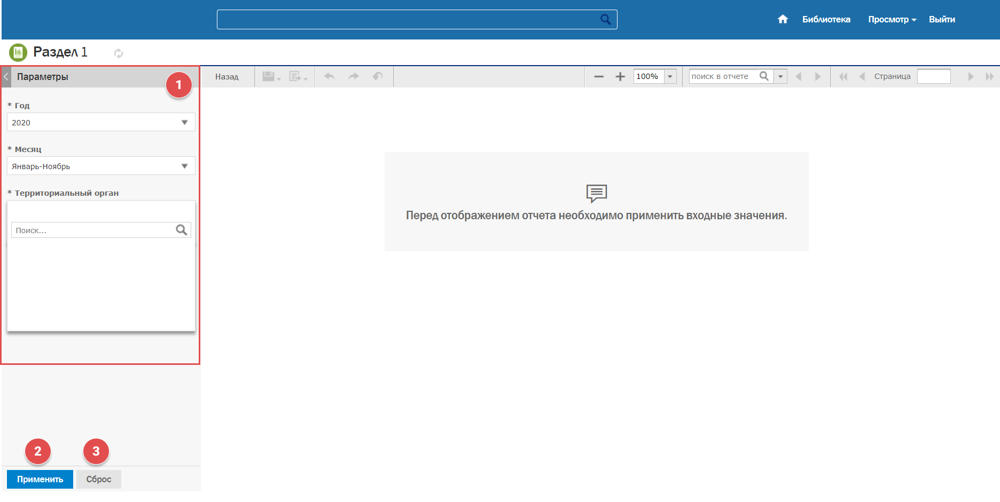 Библиотека
Просмотр
Выйти
Раздел 1
Параметры
1
Назад
100%
поиск в отчете
Страница
* Год
2020
* Месяц
Январь-Ноябрь
* Территориальный орган
Поиск...
Перед отображением отчета необходимо применить входные значения.
2
3
Применить
Сброс